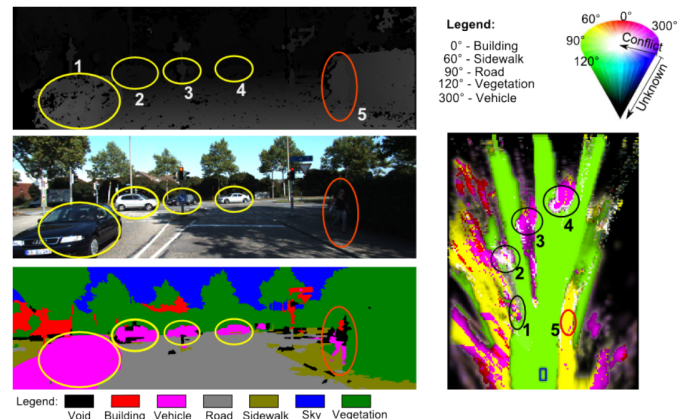 1
2
3
4
5
Legend:
Void Building Vehicle Road Sidewalk Sky Vegetation
Legend:
0° - Building
60° - Sidewalk
90° - Road
120° - Vegetation
300° - Vehicle
0°
60°
300°
90°
120°
Conflict
Unknown
4
3
2
1
5